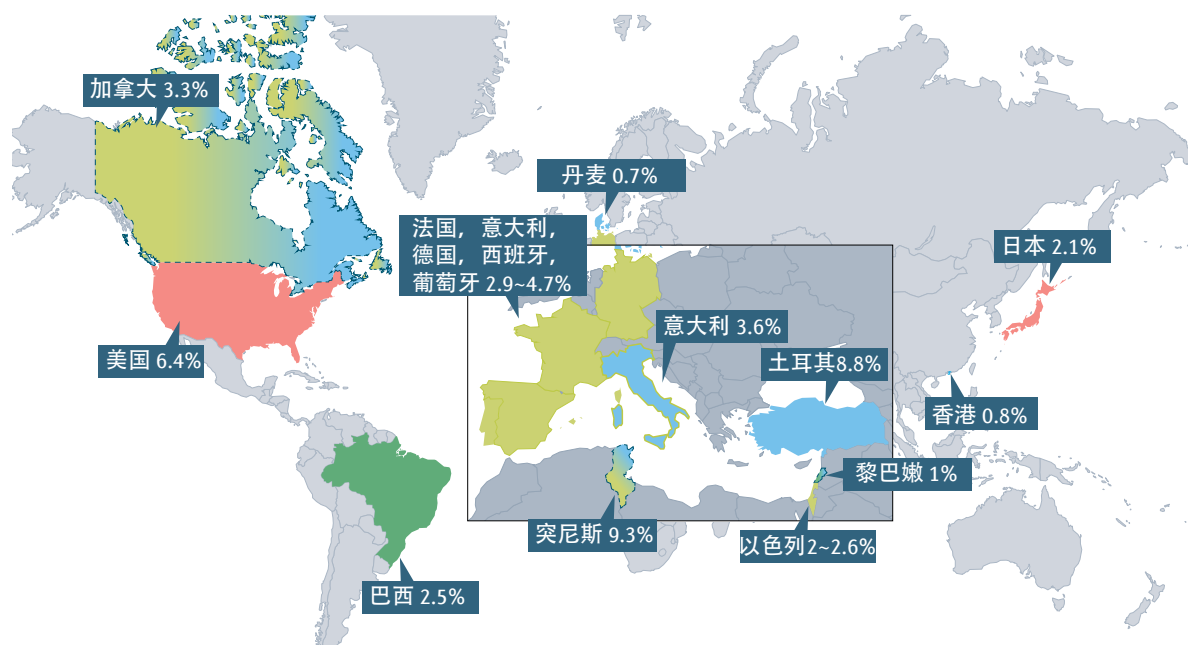 加拿大 3.3%
丹麦 0.7%
法国, 意大利,
德国, 西班牙,
葡萄牙 2.9~4.7%
日本 2.1%
美国 6.4%
意大利 3.6%
土耳其8.8%
香港 0.8%
黎巴嫩 1%
突尼斯 9.3%
以色列2~2.6%
巴西 2.5%